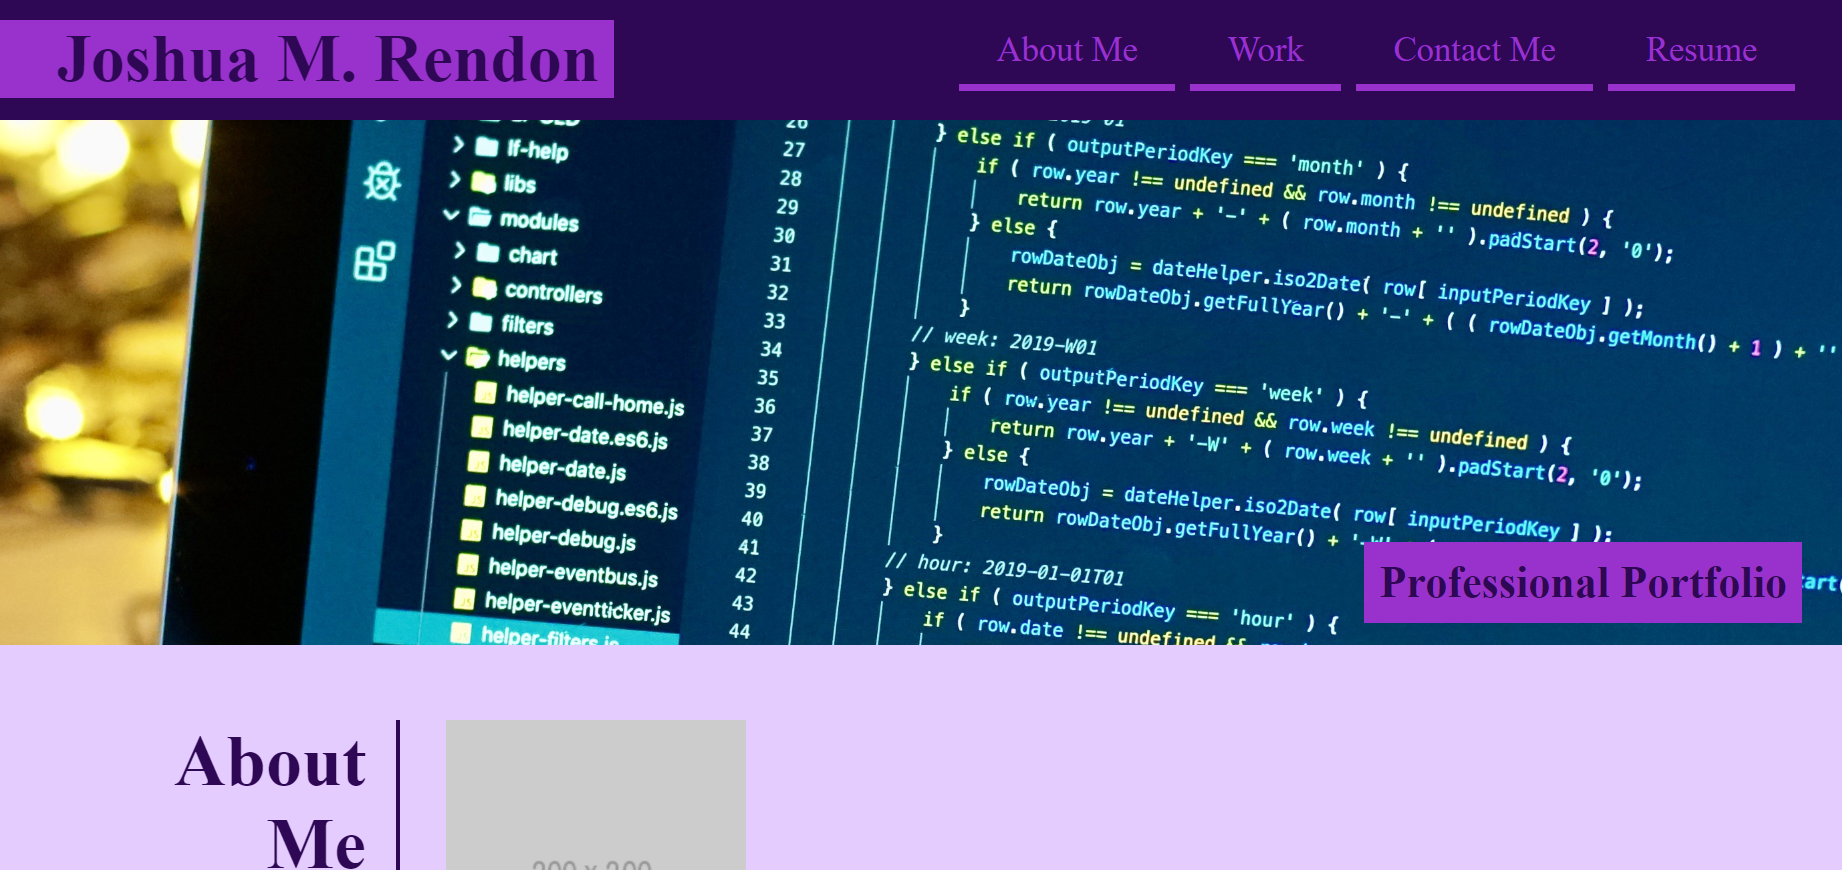 Joshua M. Rendon
About Me
Work
Contact Me
Resume
lf-help
libs
modules
chart
controllers
filters
helpers
helper-call-home.js
helper-date.es6.js
helper-date.js
helper-debug.es6.js
helper-debug.js
helper-eventbus.js
helper-eventticker.js
helper-filters.js
26
27 } else if ( outputPeriodKey === 'month' ) {
28 if ( row.year !== undefined && row.month !== undefined ) {
29 return row.year + '-' + ( row.month + '' ).padStart(2, '0');
30 } else {
31 rowDateObj = dateHelper.iso2Date( row[ inputPeriodKey ] );
32 return rowDateObj.getFullYear() + '-' + ( ( rowDateObj.getMonth() + 1 ) + ''
33 }
34 // week: 2019-W01
35 } else if ( outputPeriodKey === 'week' ) {
36 if ( row.year !== undefined && row.week !== undefined ) {
37 return row.year + '-W' + ( row.week + '' ).padStart(2, '0');
38 } else {
39 rowDateObj = dateHelper.iso2Date( row[ inputPeriodKey ] );
40 return rowDateObj.getFullYear() + '-W'
41 }
42 // hour: 2019-01-01T01
43 } else if ( outputPeriodKey === 'hour' ) {
44 if ( row.date !== undefined &&
Professional Portfolio
About
Me